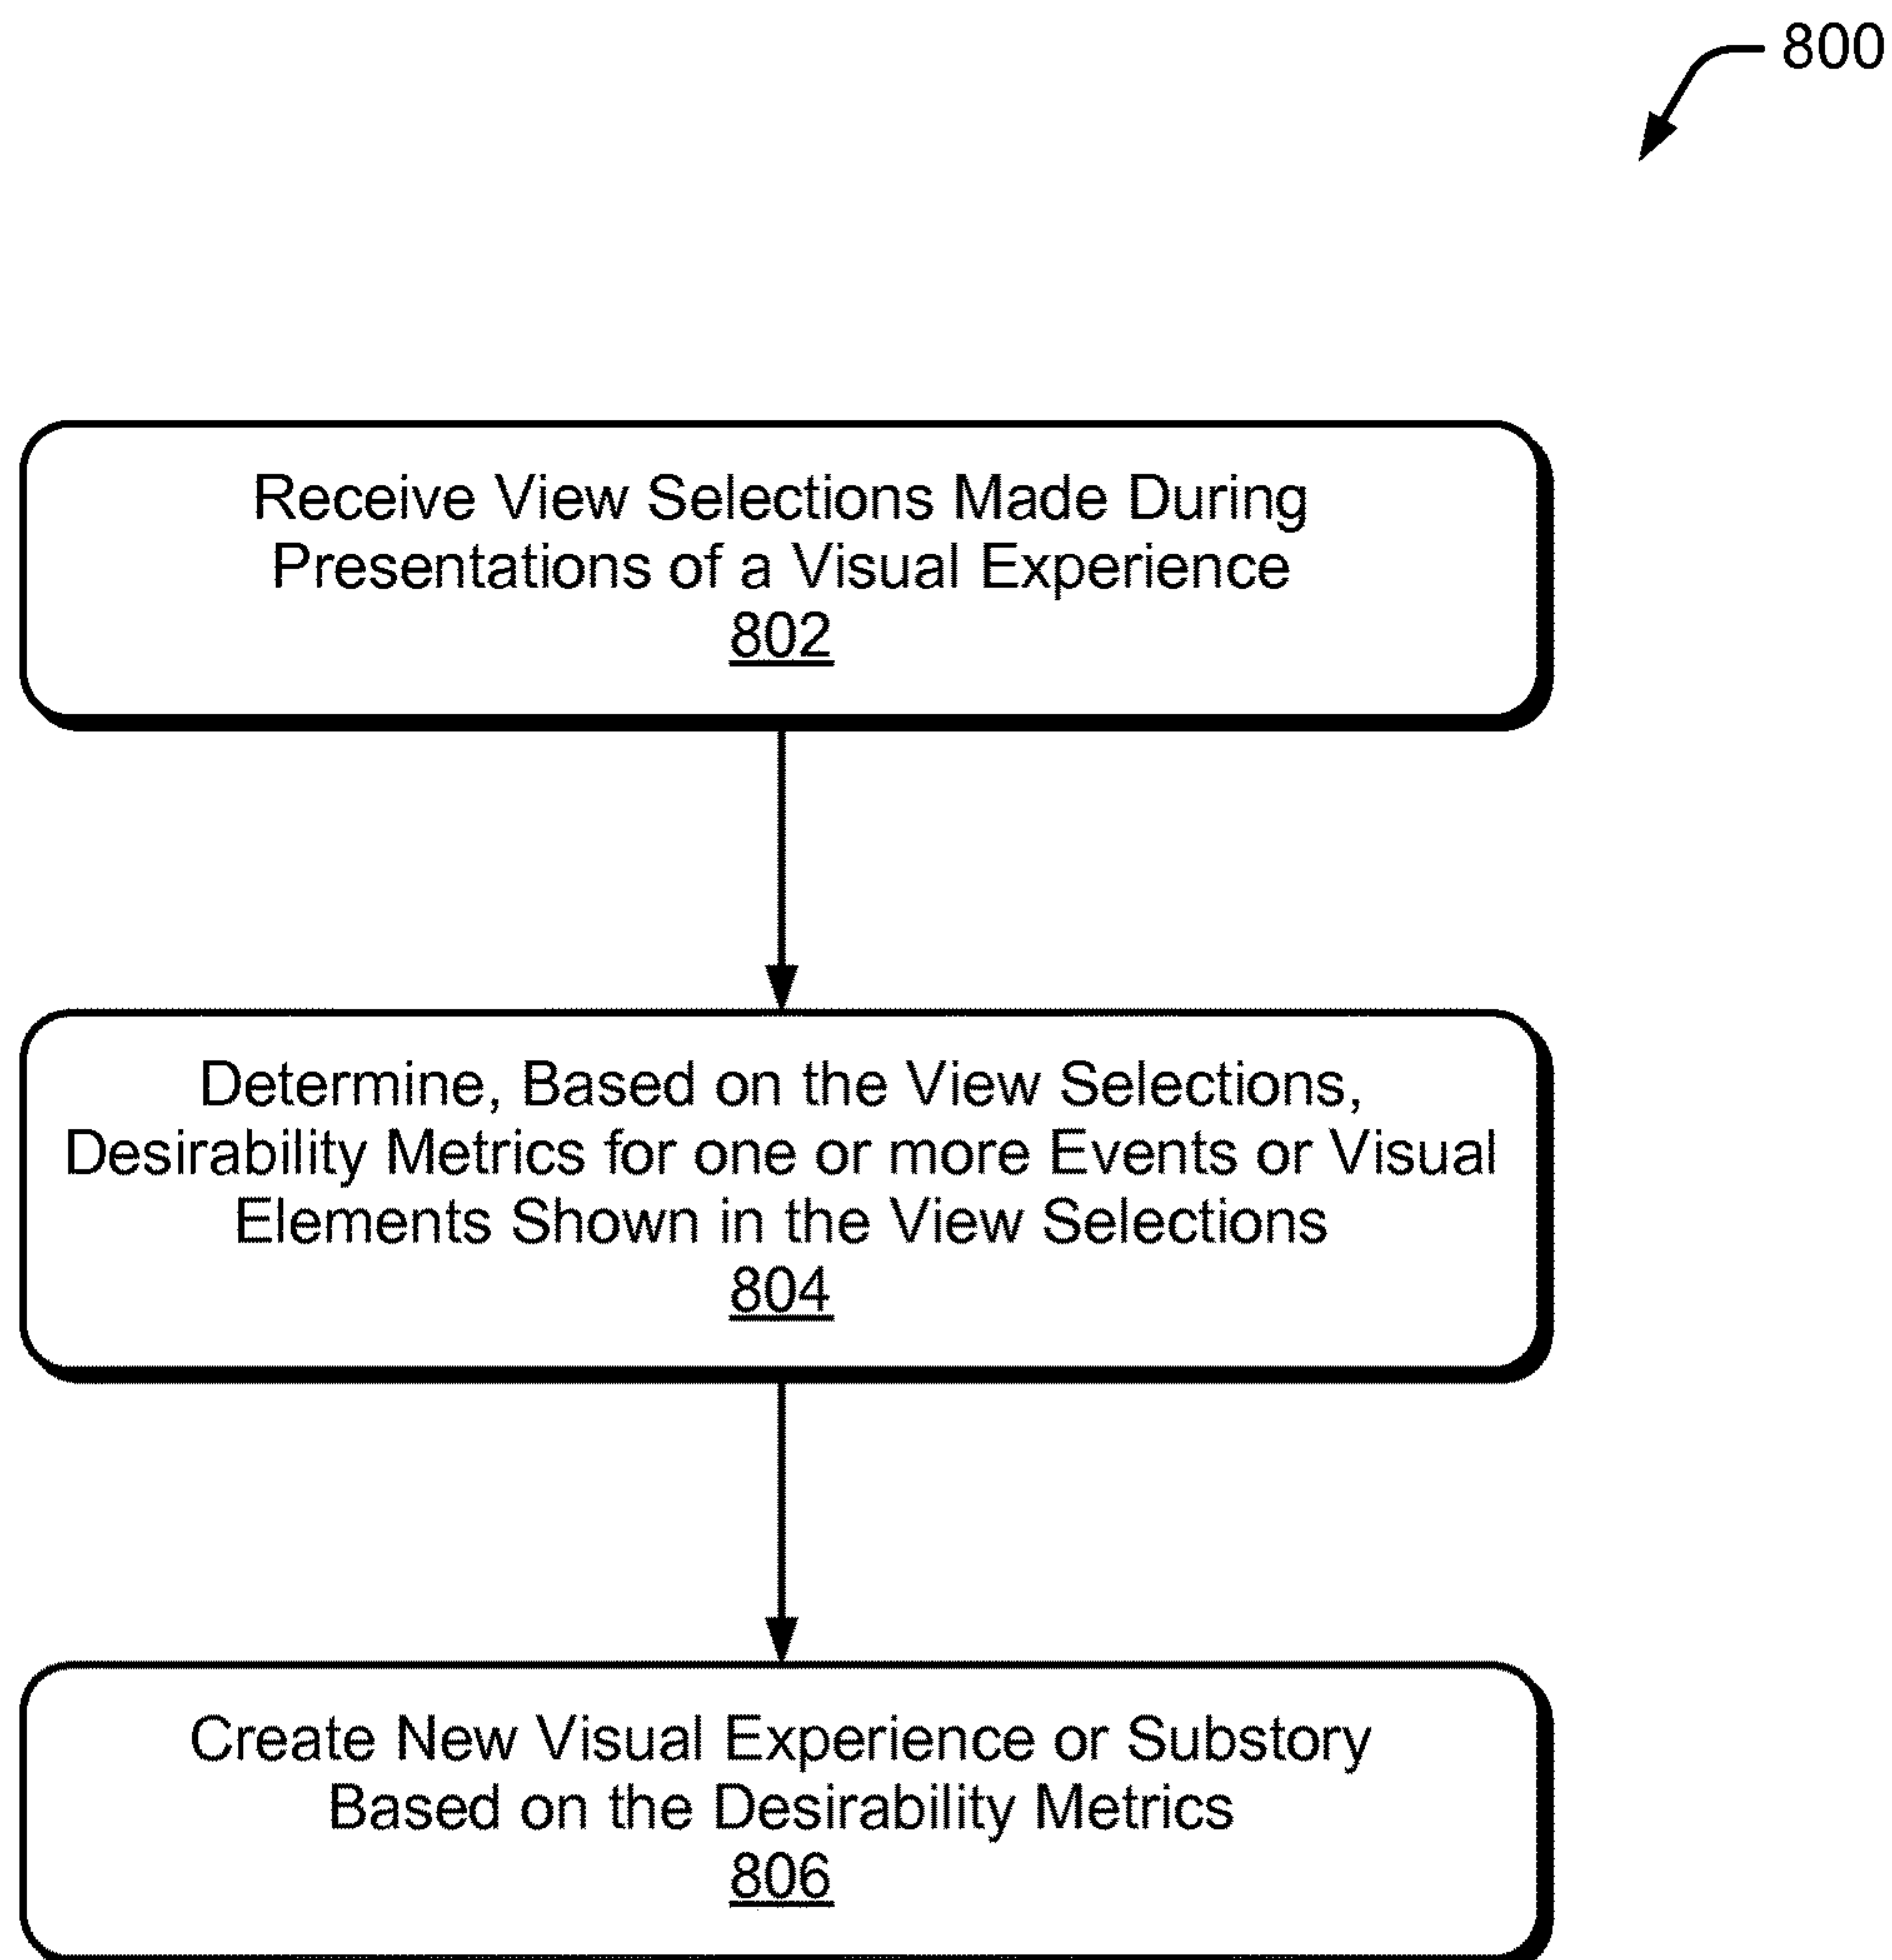 800
Receive View Selections Made During
Presentations of a Visual Experience
802
Determine, Based on the View Selections,
Desirability Metrics for one or more Events or Visual
Elements Shown in the View Selections
804
Create New Visual Experience or Substory
Based on the Desirability Metrics
806